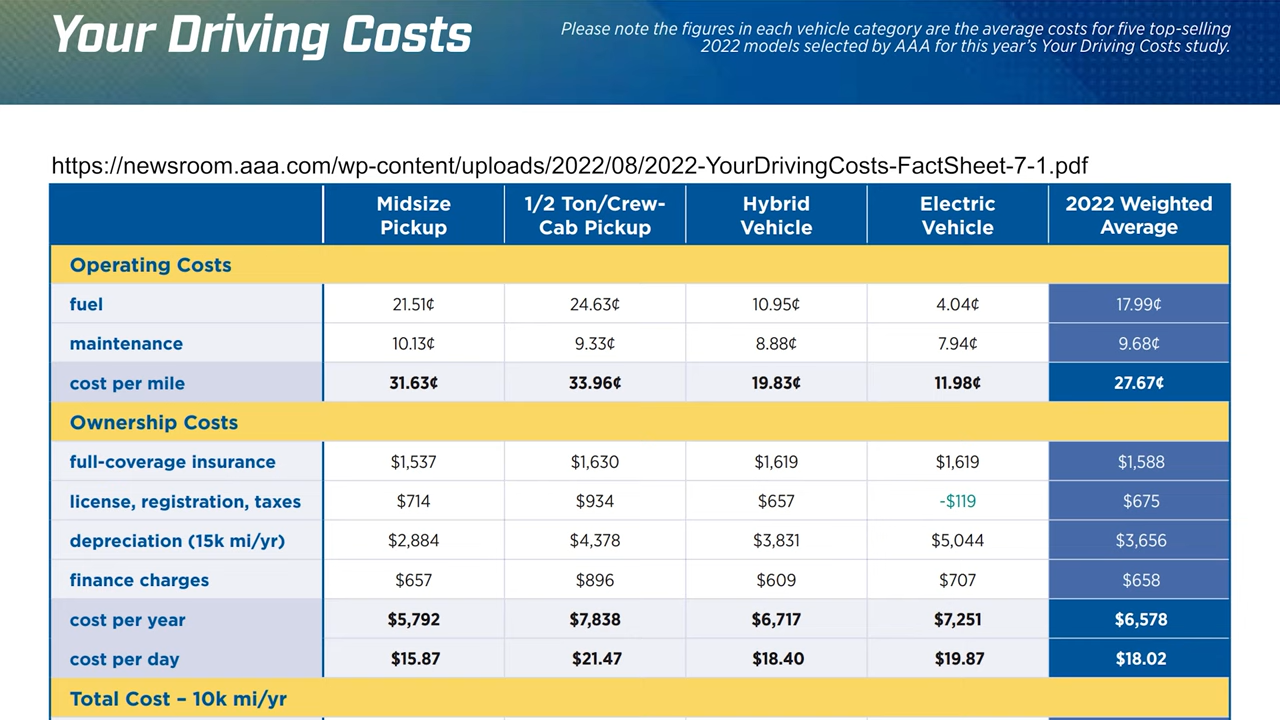 Your Driving Costs
Please note the figures in each vehicle category are the average costs for five top-selling
2022 models selected by AAA for this year's Your Driving Costs study.
https://newsroom.aaa.com/wp-content/uploads/2022/08/2022-YourDrivingCosts-FactSheet-7-1.pdf
Midsize Pickup 1/2 Ton/Crew-Cab Pickup Hybrid Vehicle Electric Vehicle 2022 Weighted Average
Operating Costs
fuel 21.51¢ 24.63¢ 10.95¢ 4.04¢ 17.99¢
maintenance 10.13¢ 9.33¢ 8.88¢ 7.94¢ 9.68¢
cost per mile 31.63¢ 33.96¢ 19.83¢ 11.98¢ 27.67¢
Ownership Costs
full-coverage insurance $1,537 $1,630 $1,619 $1,619 $1,588
license, registration, taxes $714 $934 $657 -$119 $675
depreciation (15k mi/yr) $2,884 $4,378 $3,831 $5,044 $3,656
finance charges $657 $896 $609 $707 $658
cost per year $5,792 $7,838 $6,717 $7,251 $6,578
cost per day $15.87 $21.47 $18.40 $19.87 $18.02
Total Cost – 10k mi/yr